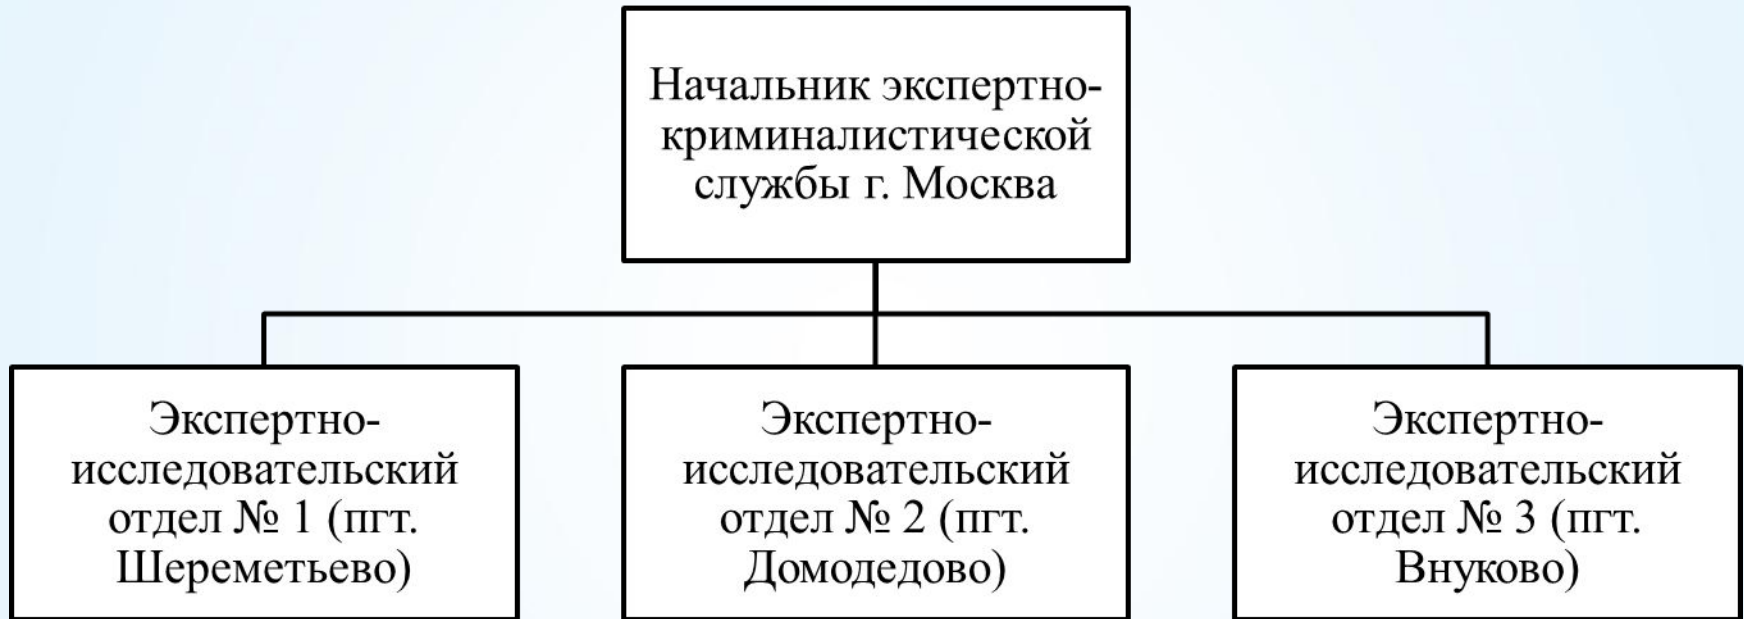 Начальник экспертно-
криминалистической
службы г. Москва
Экспертно-
исследовательский
отдел № 1 (пгт.
Шереметьево)
Экспертно-
исследовательский
отдел № 2 (пгт.
Домодедово)
Экспертно-
исследовательский
отдел № 3 (пгт.
Внуково)